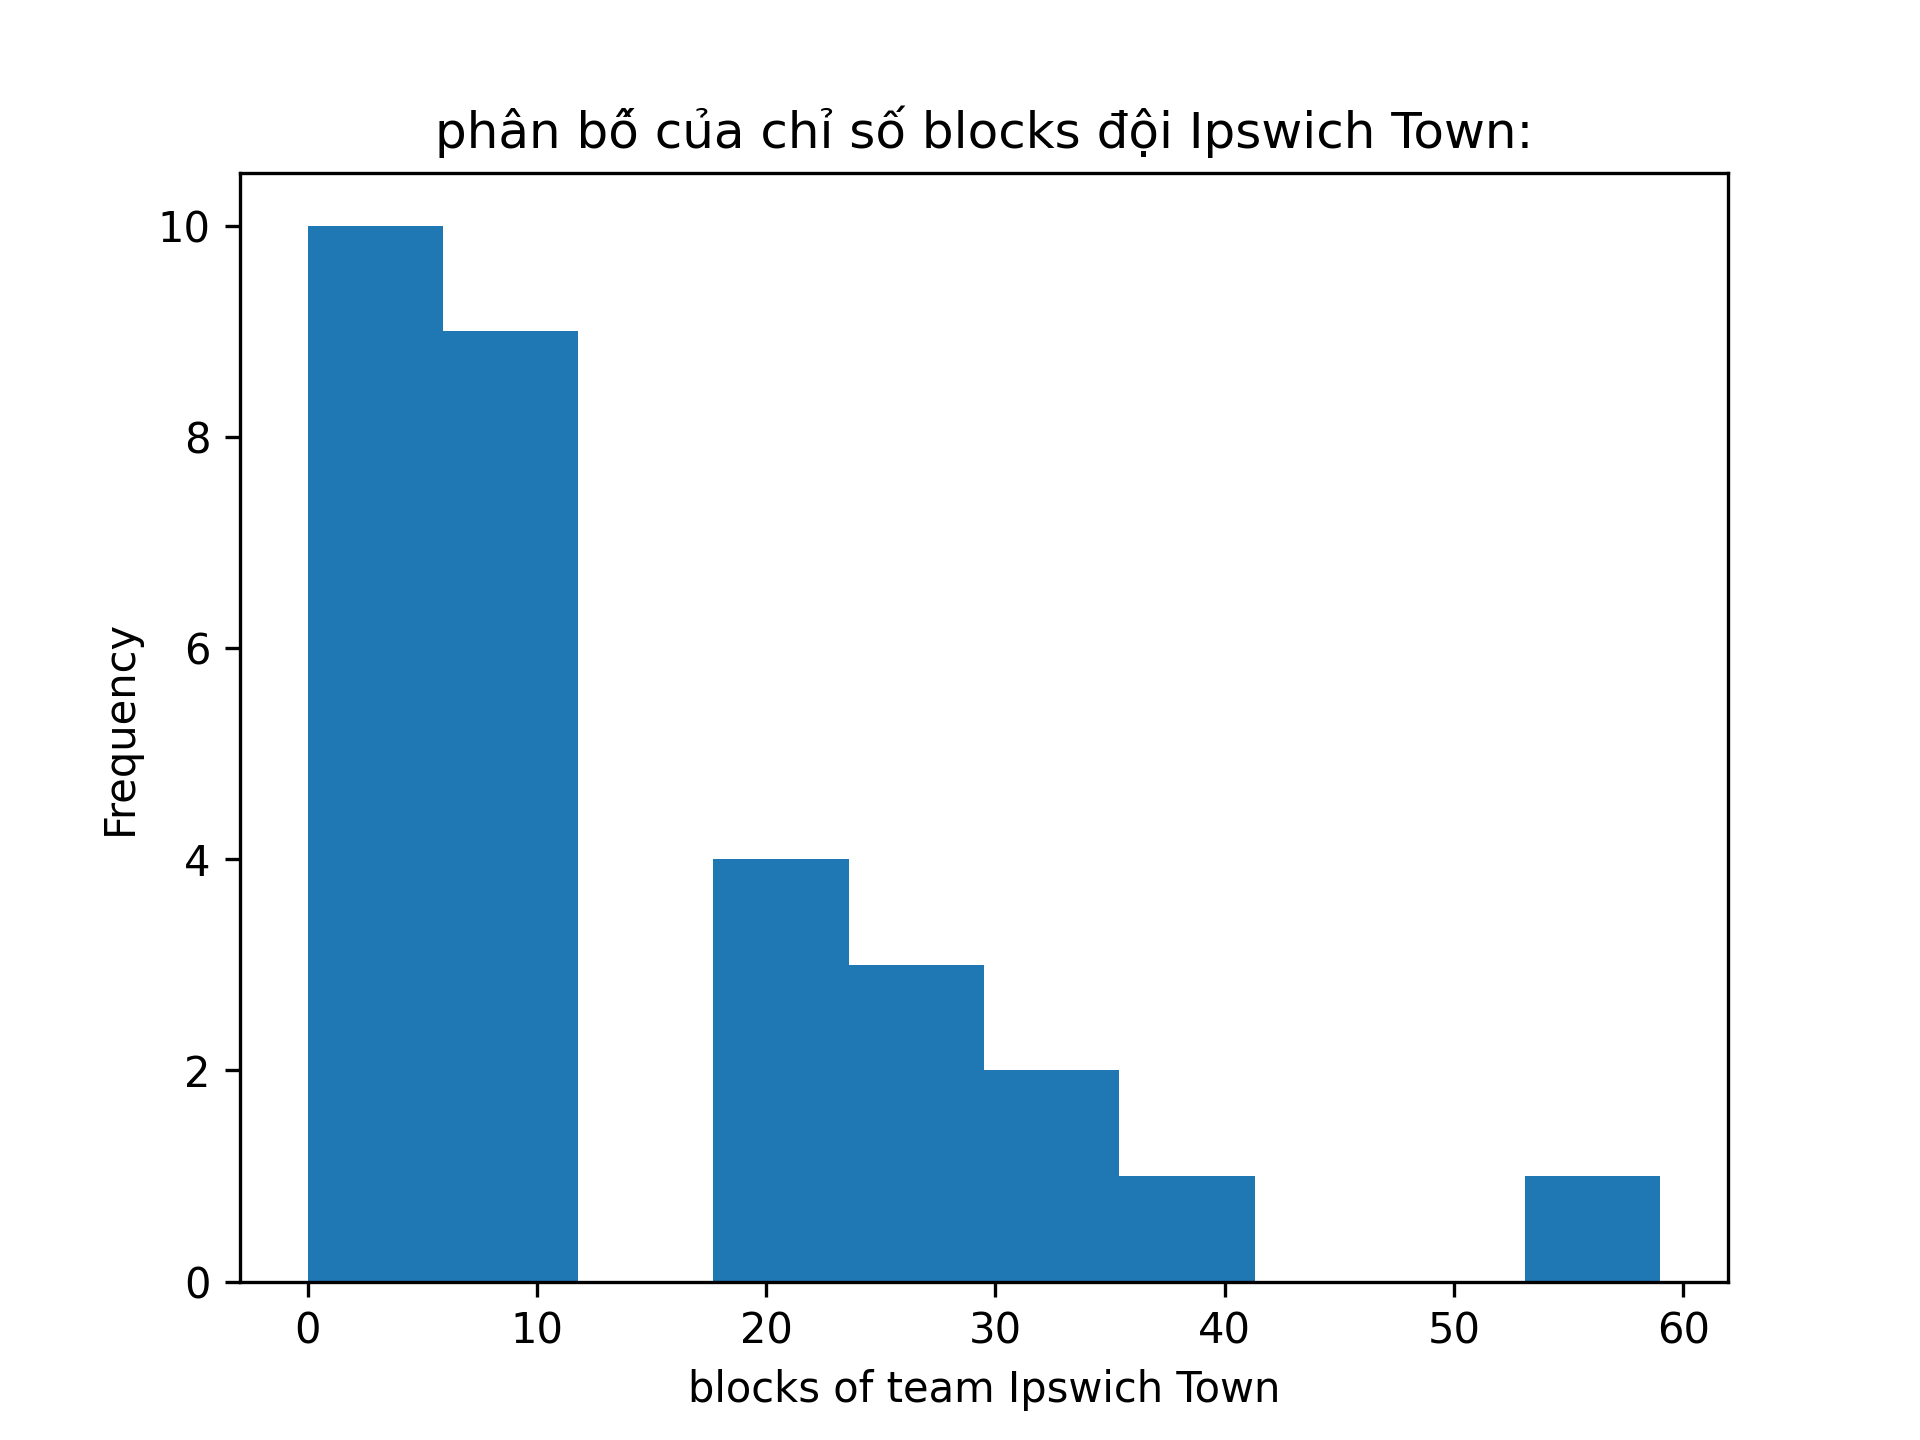 phân bố́ của chỉ số blocks đội Ipswich Town:
10
8
6
4
2
0
Frequency
0 10 20 30 40 50 60
blocks of team Ipswich Town